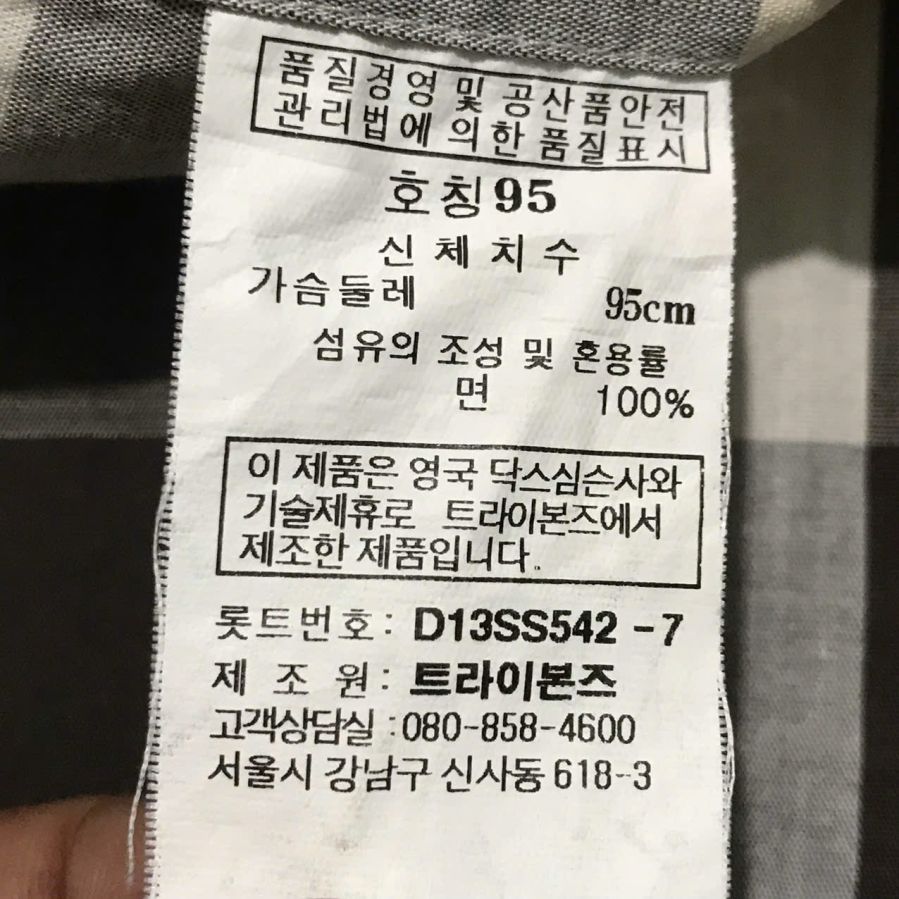 품질경영 및 공산품안전
관리법에 의한 품질표시
호칭95
신체치수
가슴둘레 95cm
섬유의 조성 및 혼용률
면 100%
이 제품은 영국 닥스심슨사와
기술제휴로 트라이본즈에서
제조한 제품입니다.
롯트번호: D13SS542-7
제 조 원: 트라이본즈
고객상담실:080-858-4600
서울시 강남구 신사동 618-3